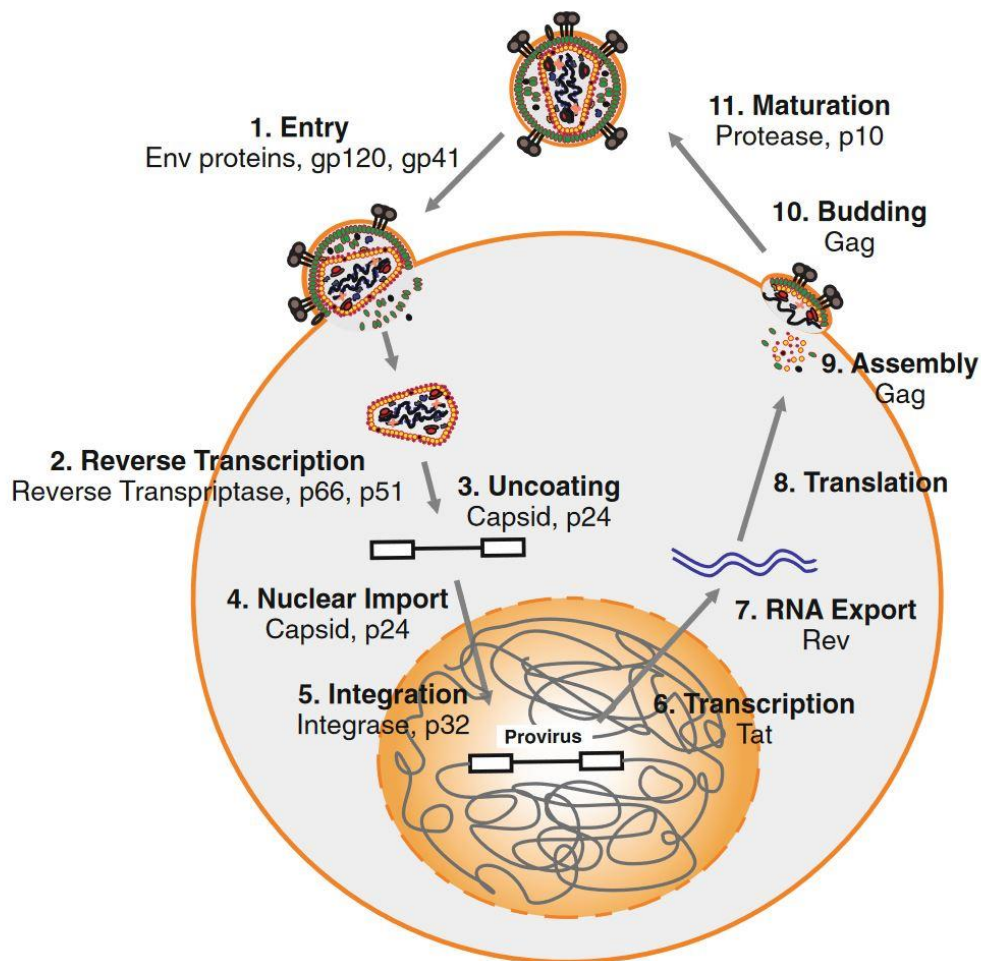 1. Entry
Env proteins, gp120, gp41
11. Maturation
Protease, p10
10. Budding
Gag
9. Assembly
Gag
2. Reverse Transcription
Reverse Transpriptase, p66, p51
3. Uncoating
Capsid, p24
8. Translation
4. Nuclear Import
Capsid, p24
7. RNA Export
Rev
5. Integration
Integrase, p32
6. Transcription
Tat
Provirus